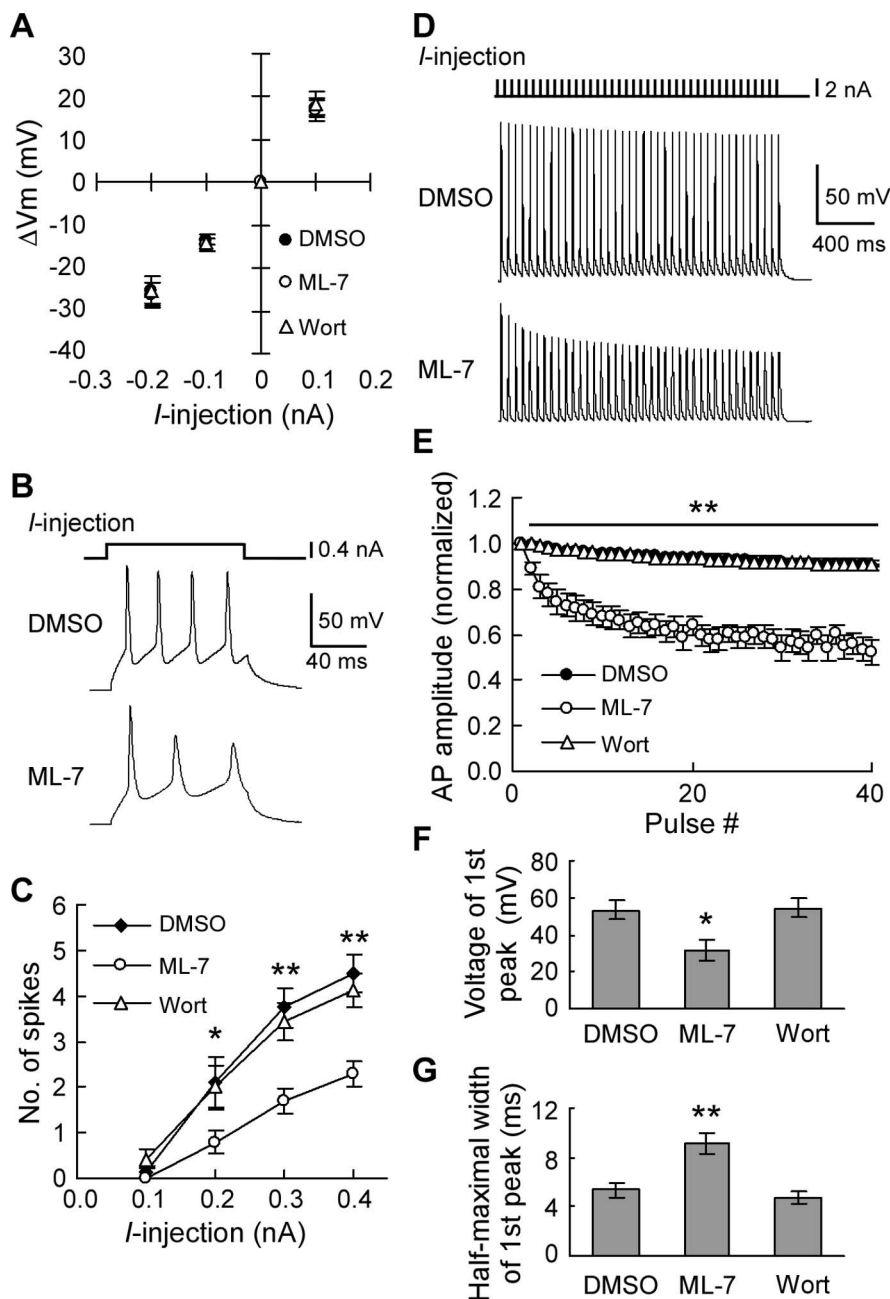 A
30
20
10
0
-10
-20
-30
-40
ΔVm (mV)
DMSO
ML-7
Wort
-0.3 -0.2 -0.1 0 0.1 0.2
I-injection (nA)
B
I-injection
0.4 nA
DMSO
50 mV
40 ms
ML-7
C
6
5
4
3
2
1
0
No. of spikes
DMSO
ML-7
Wort
*
**
**
0.0 0.1 0.2 0.3 0.4
I-injection (nA)
D
I-injection
2 nA
DMSO
50 mV
400 ms
ML-7
E
1.2
1.0
0.8
0.6
0.4
0.2
0.0
AP amplitude (normalized)
**
DMSO
ML-7
Wort
0 20 40
Pulse #
F
80
60
40
20
0
Voltage of 1st
peak (mV)
*
DMSO ML-7 Wort
G
12
8
4
0
Half-maximal width
of 1st peak (ms)
**
DMSO ML-7 Wort